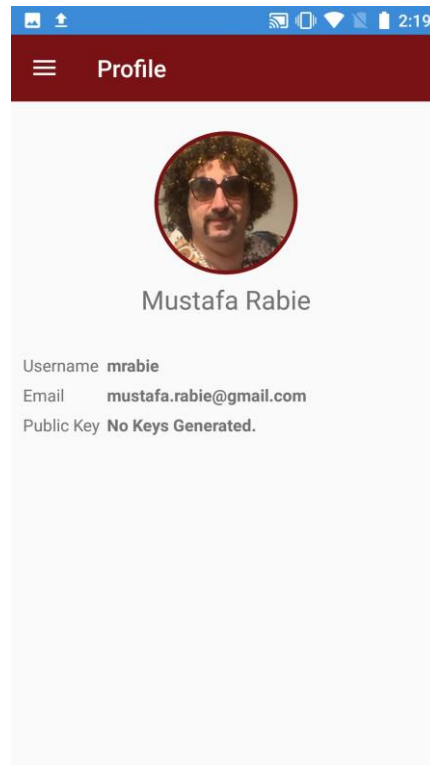 2:19
Profile
Mustafa Rabie
Username mrabie
Email mustafa.rabie@gmail.com
Public Key No Keys Generated.